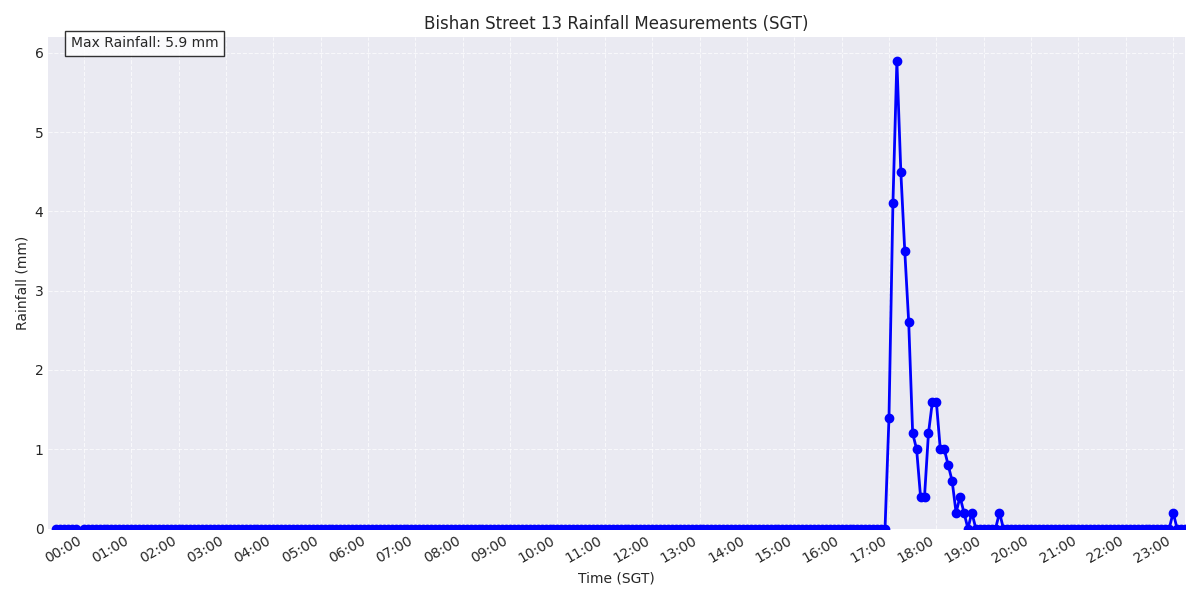 Bishan Street 13 Rainfall Measurements (SGT)
Max Rainfall: 5.9 mm
Rainfall (mm)
6
5
4
3
2
1
0
00:00 01:00 02:00 03:00 04:00 05:00 06:00 07:00 08:00 09:00 10:00 11:00 12:00 13:00 14:00 15:00 16:00 17:00 18:00 19:00 20:00 21:00 22:00 23:00
Time (SGT)